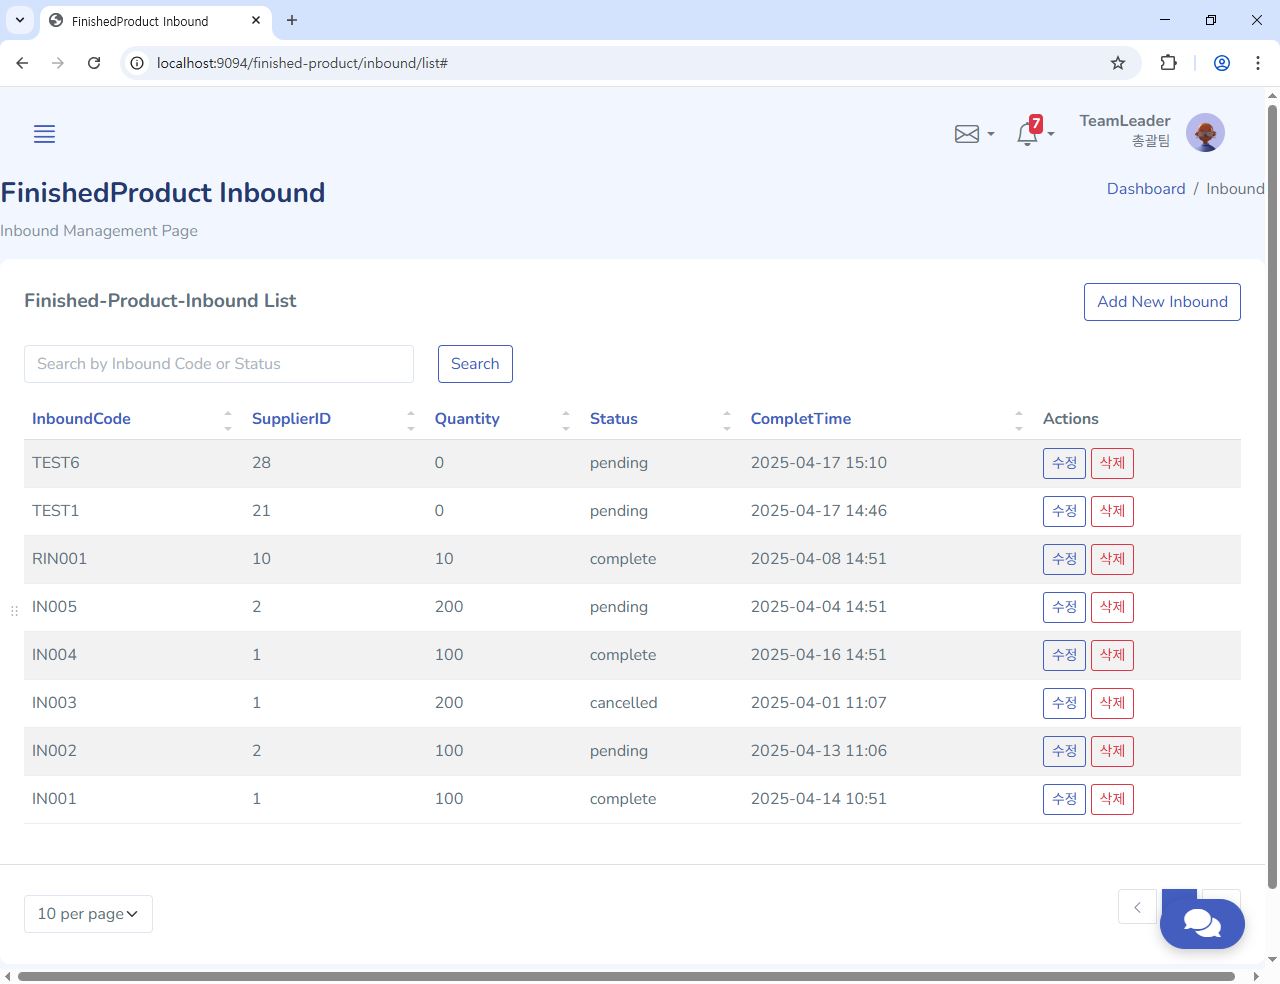 FinishedProduct Inbound
localhost:9094/finished-product/inbound/list#
7
TeamLeader
총괄팀
FinishedProduct Inbound
Dashboard / Inbound
Inbound Management Page
Finished-Product-Inbound List
Add New Inbound
Search by Inbound Code or Status
Search
InboundCode SupplierID Quantity Status CompletTime Actions
TEST6 28 0 pending 2025-04-17 15:10 수정 삭제
TEST1 21 0 pending 2025-04-17 14:46 수정 삭제
RIN001 10 10 complete 2025-04-08 14:51 수정 삭제
IN005 2 200 pending 2025-04-04 14:51 수정 삭제
IN004 1 100 complete 2025-04-16 14:51 수정 삭제
IN003 1 200 cancelled 2025-04-01 11:07 수정 삭제
IN002 2 100 pending 2025-04-13 11:06 수정 삭제
IN001 1 100 complete 2025-04-14 10:51 수정 삭제
10 per page